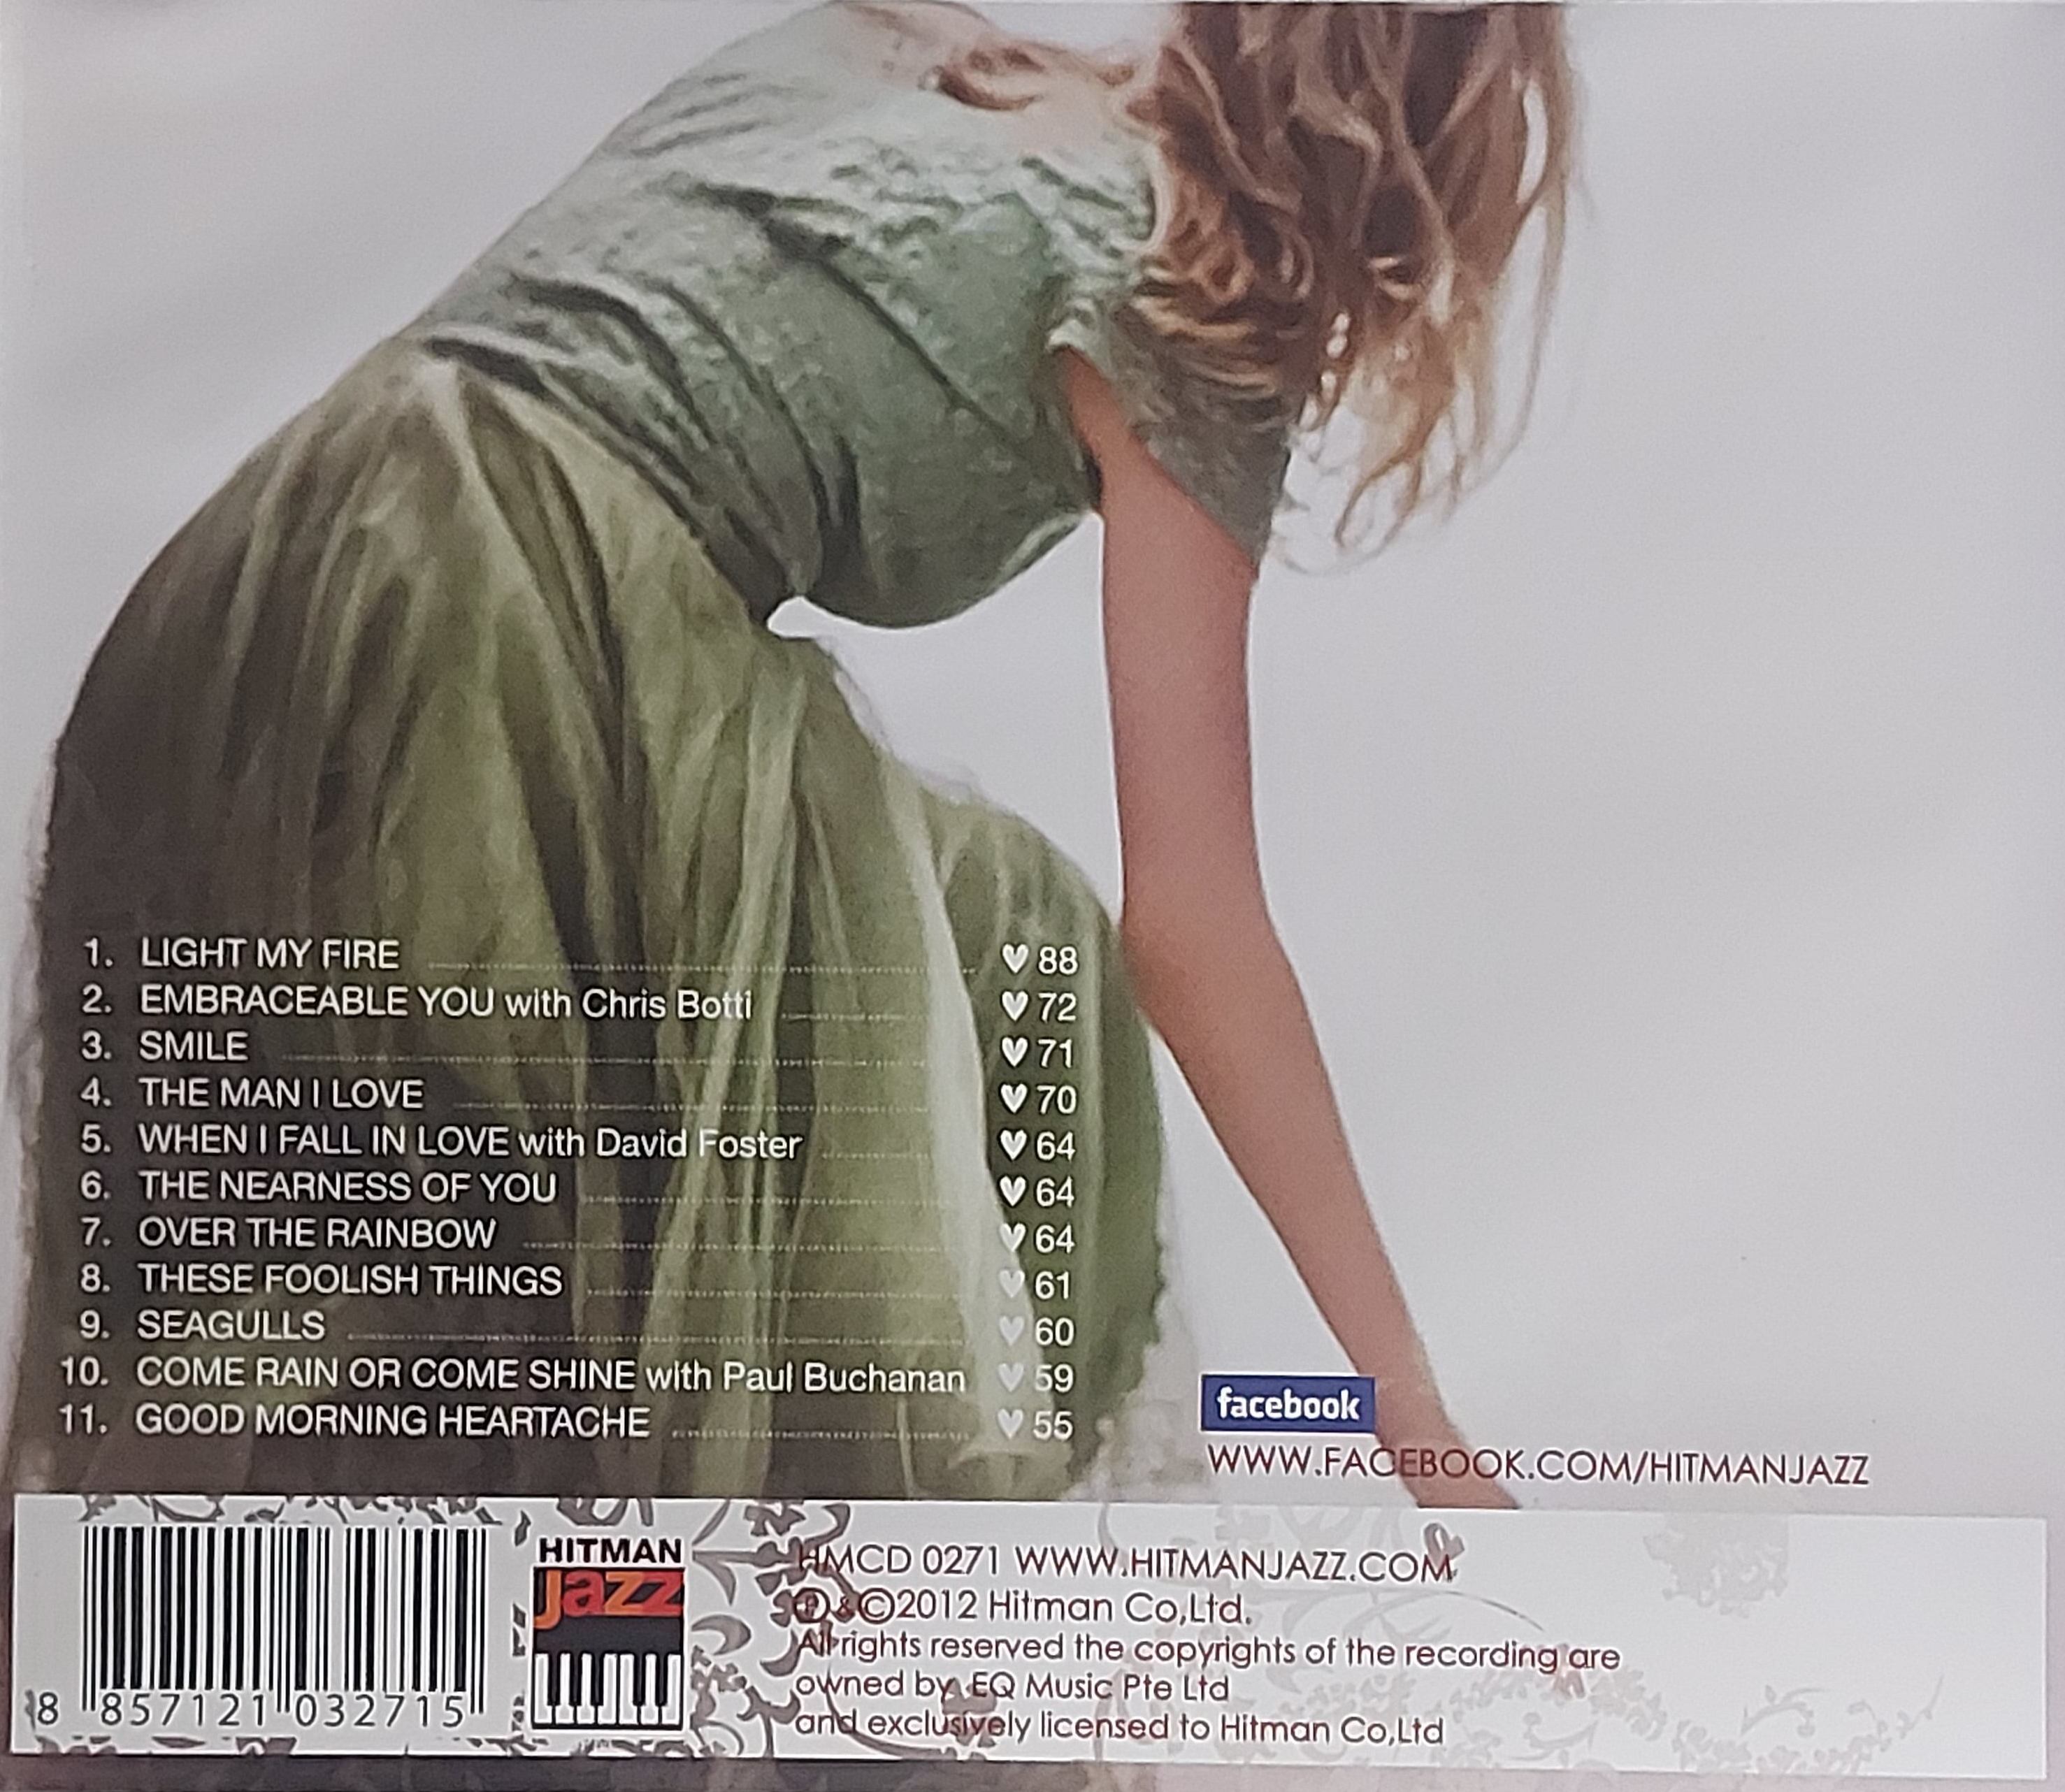 1. LIGHT MY FIRE ♥ 88
2. EMBRACEABLE YOU with Chris Botti ♥ 72
3. SMILE ♥ 71
4. THE MAN I LOVE ♥ 70
5. WHEN I FALL IN LOVE with David Foster ♥ 64
6. THE NEARNESS OF YOU ♥ 64
7. OVER THE RAINBOW ♥ 64
8. THESE FOOLISH THINGS ♥ 61
9. SEAGULLS ♥ 60
10. COME RAIN OR COME SHINE with Paul Buchanan ♥ 59
11. GOOD MORNING HEARTACHE ♥ 55
facebook
WWW.FACEBOOK.COM/HITMANJAZZ
8 857121 032715
HITMAN
jazz
HMCD 0271 WWW.HITMANJAZZ.COM
Ⓟ&©2012 Hitman Co,Ltd.
All rights reserved the copyrights of the recording are
owned by EQ Music Pte Ltd
and exclusively licensed to Hitman Co,Ltd